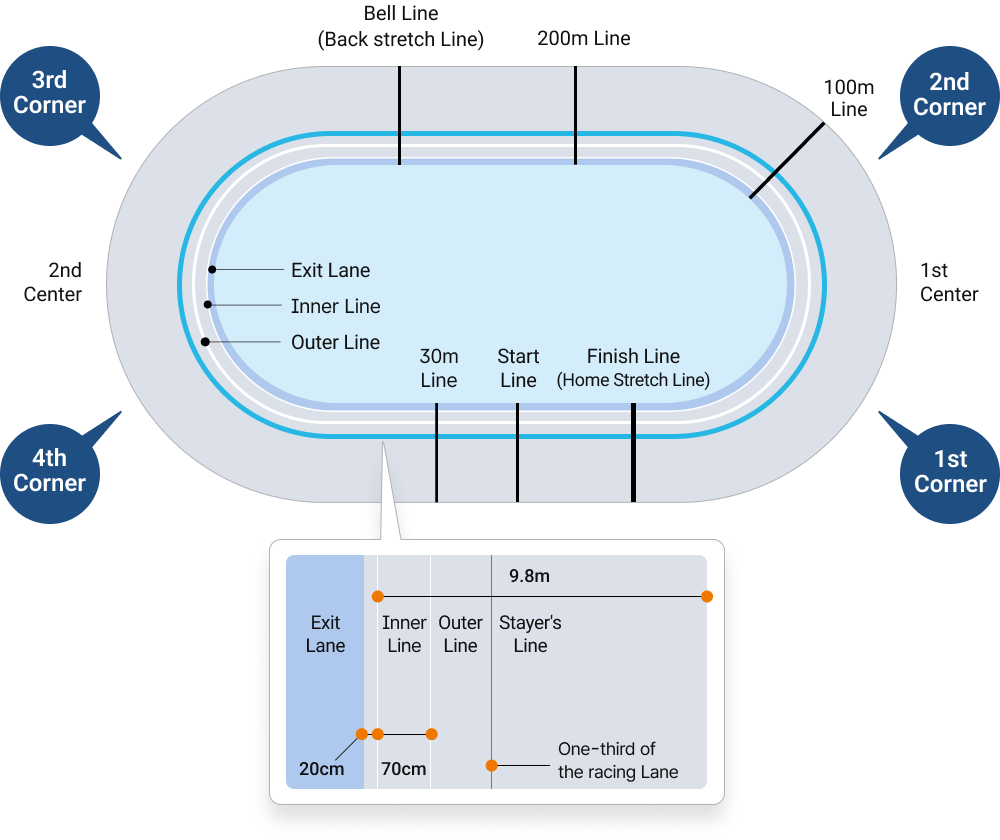 Bell Line
(Back stretch Line)
200m Line
3rd
Corner
100m
Line
2nd
Corner
2nd
Center
Exit Lane
Inner Line
Outer Line
1st
Center
30m
Line
Start
Line
Finish Line
(Home Stretch Line)
4th
Corner
1st
Corner
9.8m
Exit
Lane
Inner
Line
Outer
Line
Stayer's
Line
20cm
70cm
One-third of
the racing Lane